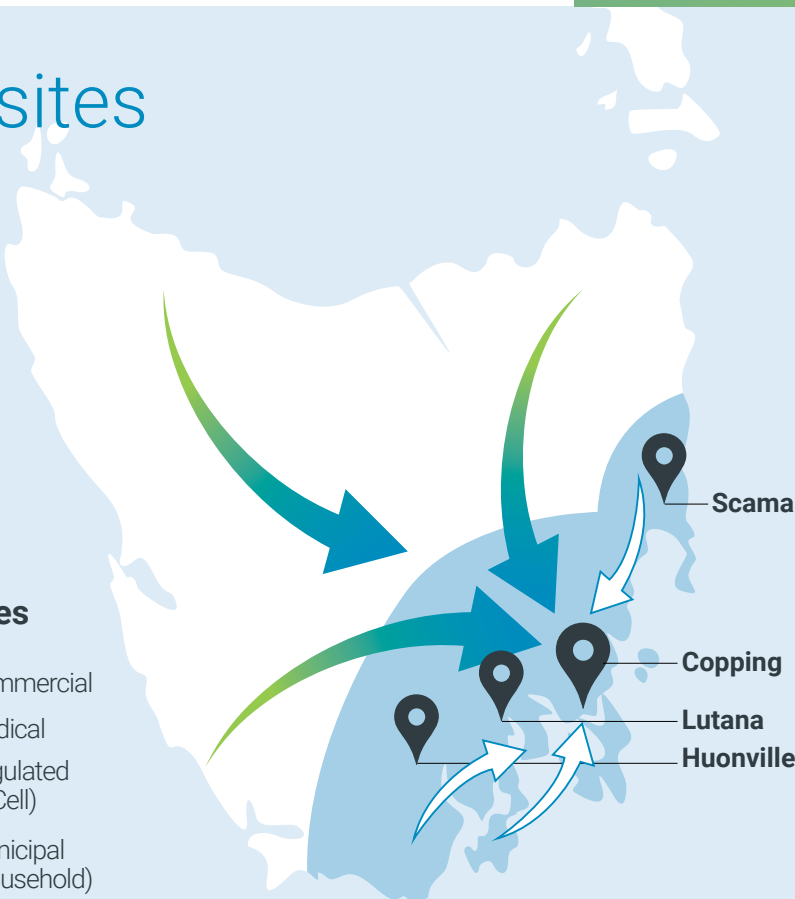 sites
Scama
Copping
Lutana
Huonville
es
mmercial
dical
gulated
Cell)
nicipal
usehold)